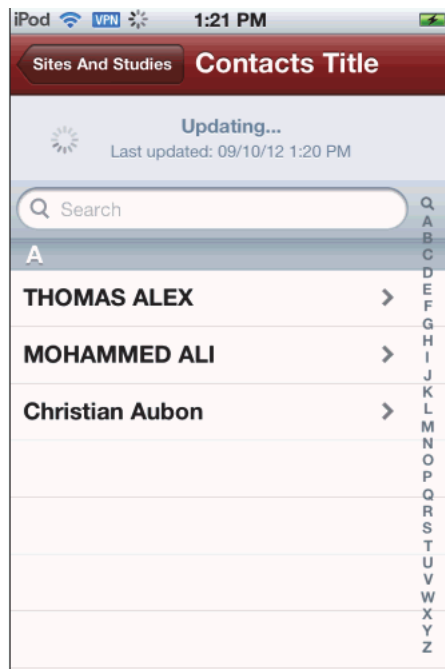 iPod VPN 1:21 PM
Sites And Studies Contacts Title
Updating...
Last updated: 09/10/12 1:20 PM
Search
A
THOMAS ALEX
MOHAMMED ALI
Christian Aubon
A
B
C
D
E
F
G
H
I
J
K
L
M
N
O
P
Q
R
S
T
U
V
W
X
Y
Z